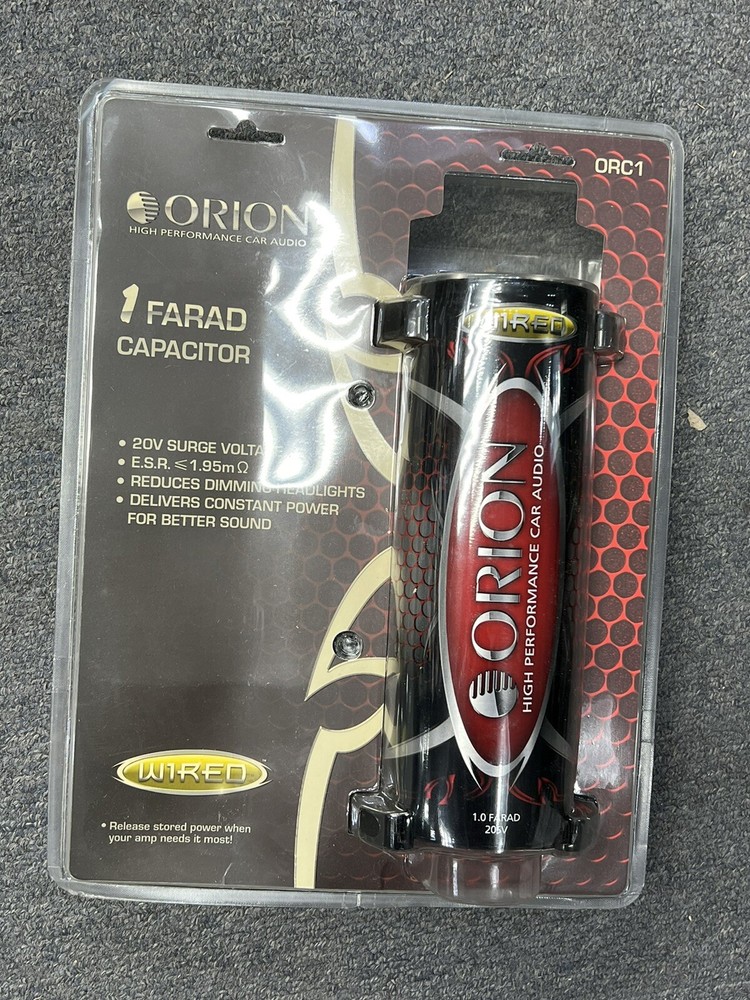 ORC1
ORION
HIGH PERFORMANCE CAR AUDIO
1 FARAD
CAPACITOR
• 20V SURGE VOLTA
• E.S.R. ≤1.95mΩ
• REDUCES DIMMING HEADLIGHTS
• DELIVERS CONSTANT POWER
FOR BETTER SOUND
WIRED
• Release stored power when
your amp needs it most!
WIRED
ORION
HIGH PERFORMANCE CAR AUDIO
1.0 FARAD
20SV